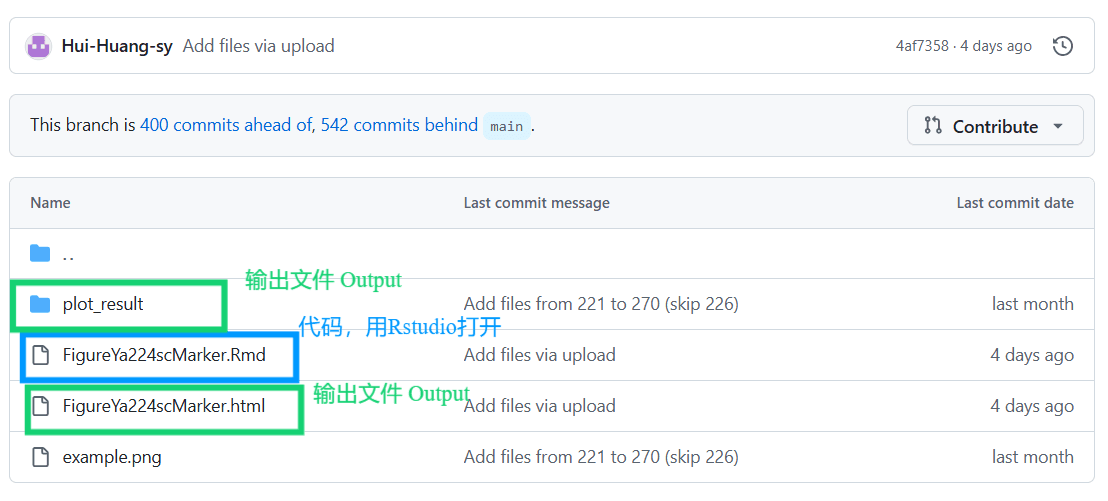 Hui-Huang-sy Add files via upload 4af7358 · 4 days ago
This branch is 400 commits ahead of, 542 commits behind main.
Contribute
Name Last commit message Last commit date
..
输出文件 Output
plot_result Add files from 221 to 270 (skip 226) last month
代码，用Rstudio打开
FigureYa224scMarker.Rmd Add files via upload 4 days ago
输出文件 Output
FigureYa224scMarker.html Add files via upload 4 days ago
example.png Add files from 221 to 270 (skip 226) last month